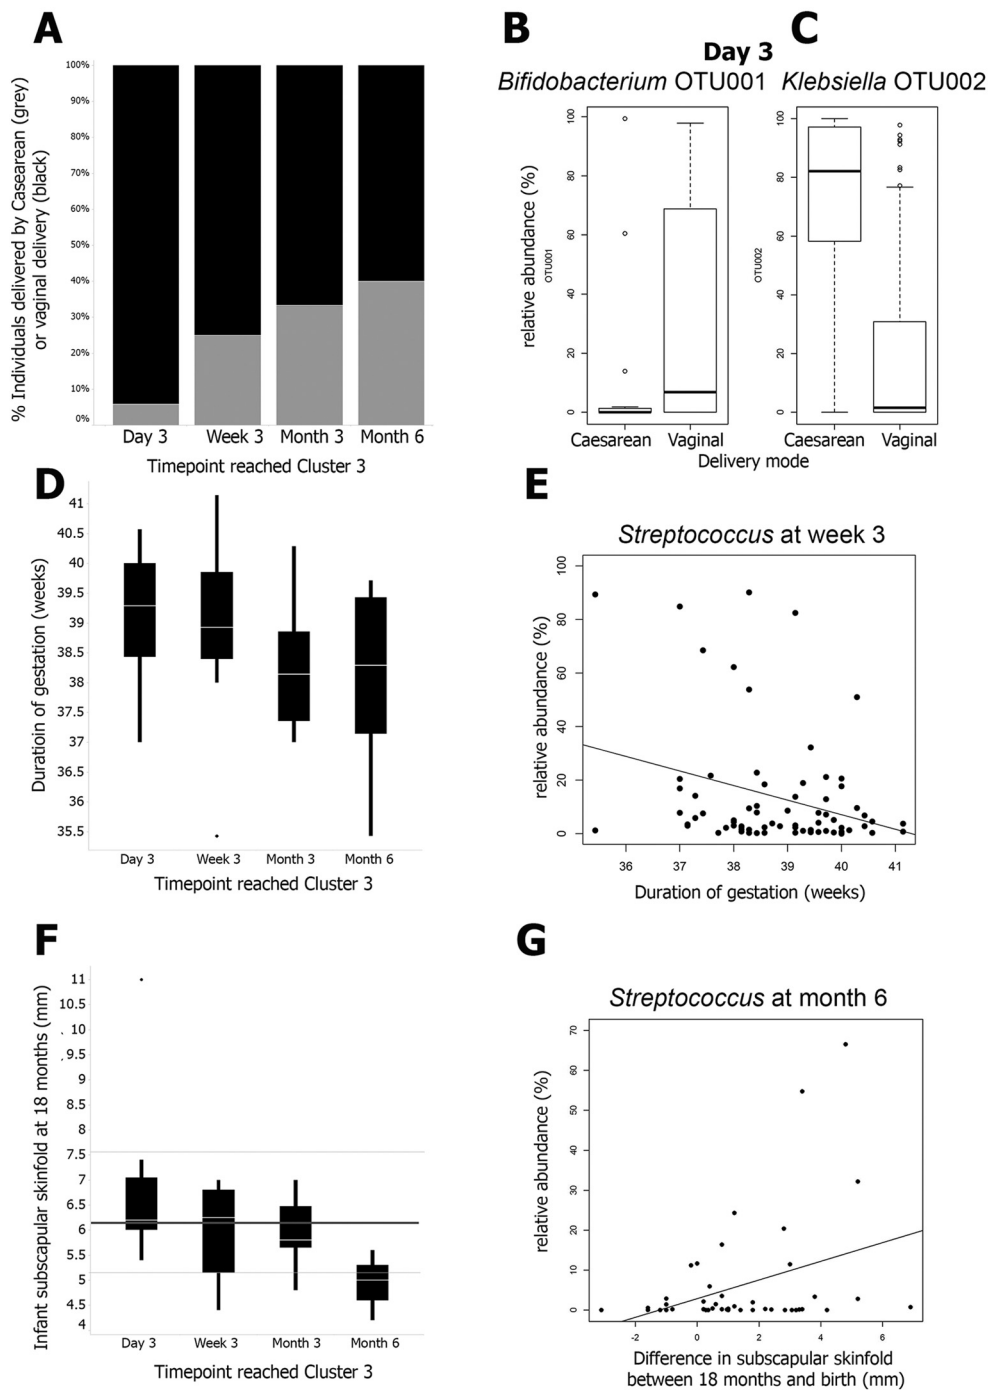 A
% Individuals delivered by Casearean (grey)
or vaginal delivery (black)
100%
90%
80%
70%
60%
50%
40%
30%
20%
10%
0%
Day 3 Week 3 Month 3 Month 6
Timepoint reached Cluster 3
B
C
Day 3
Bifidobacterium OTU001
Klebsiella OTU002
relative abundance (%)
OTU001
100
80
60
40
20
0
Caesarean Vaginal
OTU002
100
80
60
40
20
0
Caesarean Vaginal
Delivery mode
D
Duratioin of gestation (weeks)
41
40.5
40
39.5
39
38.5
38
37.5
37
36.5
36
35.5
Day 3 Week 3 Month 3 Month 6
Timepoint reached Cluster 3
E
Streptococcus at week 3
relative abundance (%)
100
80
60
40
20
0
36 37 38 39 40 41
Duration of gestation (weeks)
F
Infant subscapular skinfold at 18 months (mm)
11
10.5
10
9.5
9
8.5
8
7.5
7
6.5
6
5.5
5
4.5
4
Day 3 Week 3 Month 3 Month 6
Timepoint reached Cluster 3
G
Streptococcus at month 6
relative abundance (%)
70
60
50
40
30
20
10
0
-2 0 2 4 6
Difference in subscapular skinfold
between 18 months and birth (mm)